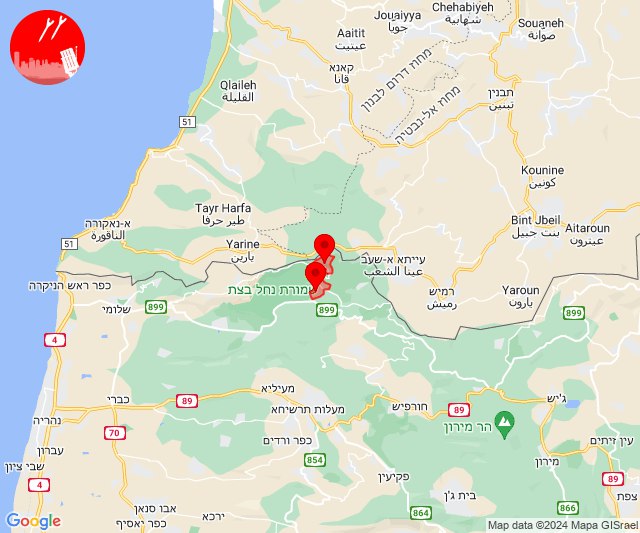 Chehabiyeh
شهابية
Jouaiyya
جويا
Souaneh
صوانة
Aaitit
عيتيت
קאנא
قانا
מחוז דרום לבנון
מחוז אל-נבטיה
Qlaileh
القليلة
תבנין
تبنين
51
Kounine
كونين
Tayr Harfa
طير حرفا
Bint Jbeil
بنت جبيل
Aitaroun
عيترون
א-נאקורה
الناقورة
51
Yarine
يارين
עייתא א-שעב
عيتا الشعب
Yaroun
يارون
רמיש
رميش
כפר ראש הניקרה
שמורת נחל בצת
899
שלומי
899
899
4
מעיליא
89
כברי
מעלות תרשיחא
חורפיש
89
ג'יש
הר מירון
נהריה
70
כפר ורדים
עין זיתים
עברון
שבי ציון
854
מירון
פקיעין
89
צפת
4
בית ג'ן
אבו סנאן
866
864
ירכא
כפר יאסיף
Google
Map data ©2024 Mapa GISrael